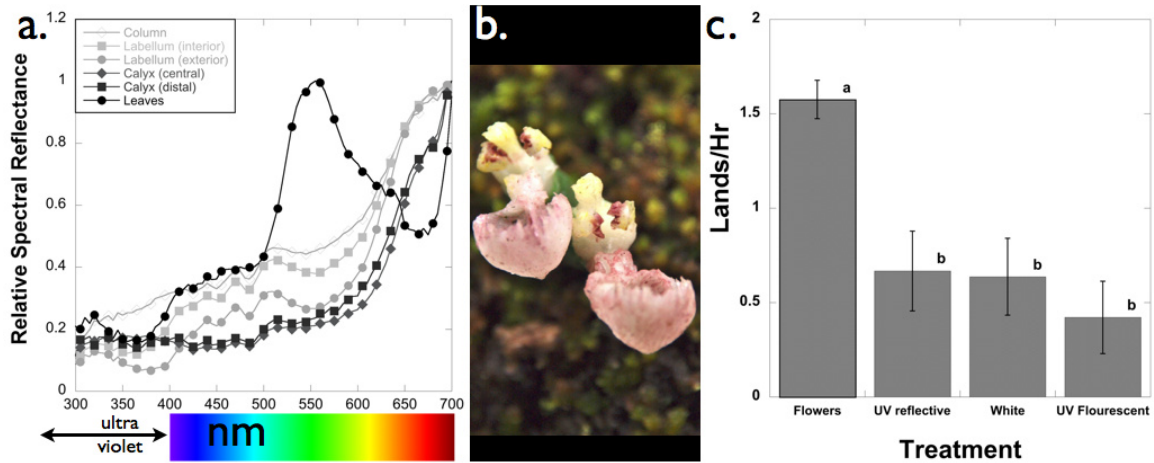 a.
1.2
1
0.8
0.6
0.4
0.2
0
Relative Spectral Reflectance
Column
Labellum (interior)
Labellum (exterior)
Calyx (central)
Calyx (distal)
Leaves
300 350 400 450 500 550 600 650 700
ultra
violet
nm
b.
c.
2
1.5
1
0.5
0
Lands/Hr
a
b
b
b
Flowers UV reflective White UV Flourescent
Treatment